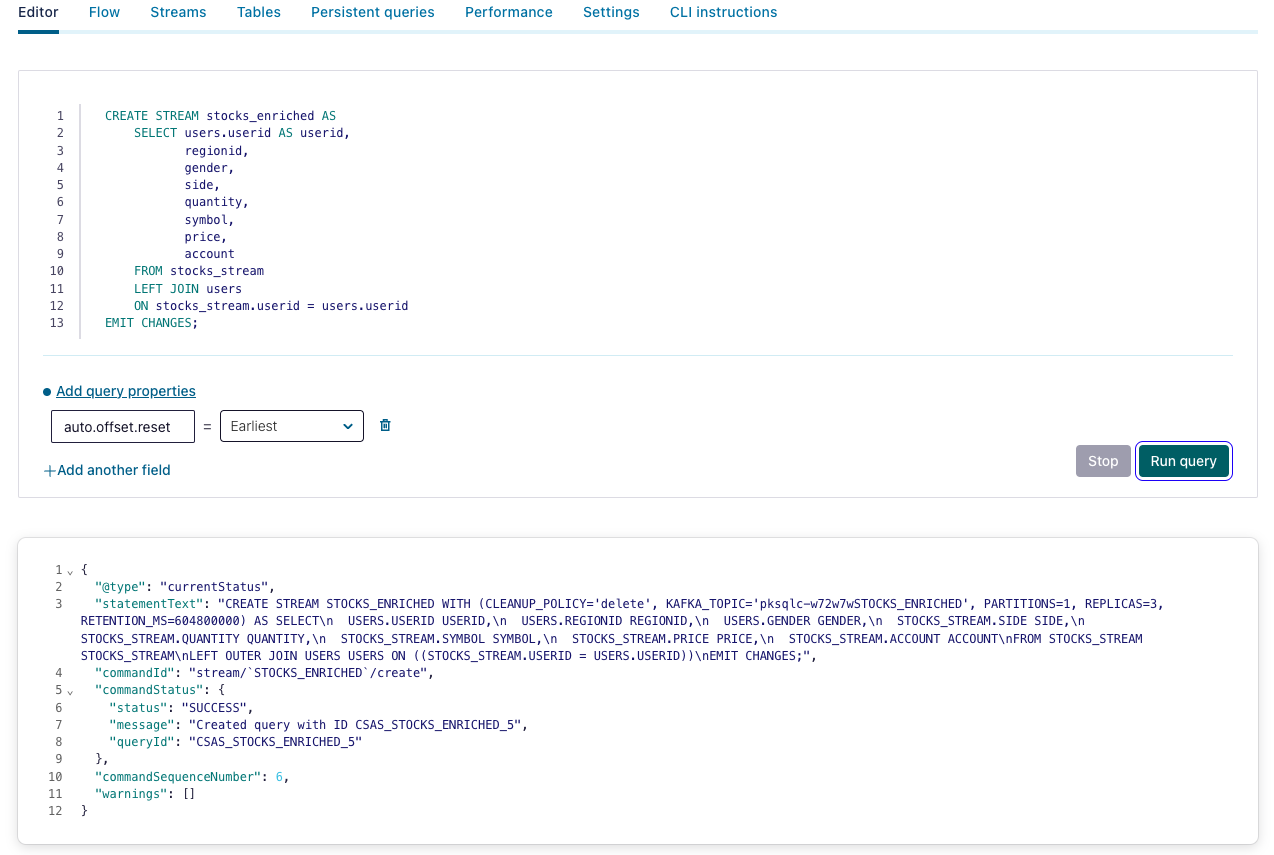 Editor Flow Streams Tables Persistent queries Performance Settings CLI instructions
1 CREATE STREAM stocks_enriched AS
2 SELECT users.userid AS userid,
3 regionid,
4 gender,
5 side,
6 quantity,
7 symbol,
8 price,
9 account
10 FROM stocks_stream
11 LEFT JOIN users
12 ON stocks_stream.userid = users.userid
13 EMIT CHANGES;
Add query properties
auto.offset.reset = Earliest
+Add another field
Stop Run query
1 {
2 "@type": "currentStatus",
3 "statementText": "CREATE STREAM STOCKS_ENRICHED WITH (CLEANUP_POLICY='delete', KAFKA_TOPIC='pksqlc-w72w7wSTOCKS_ENRICHED', PARTITIONS=1, REPLICAS=3,
RETENTION_MS=604800000) AS SELECT\n  USERS.USERID USERID,\n  USERS.REGIONID REGIONID,\n  USERS.GENDER GENDER,\n  STOCKS_STREAM.SIDE SIDE,\n
STOCKS_STREAM.QUANTITY QUANTITY,\n  STOCKS_STREAM.SYMBOL SYMBOL,\n  STOCKS_STREAM.PRICE PRICE,\n  STOCKS_STREAM.ACCOUNT ACCOUNT\nFROM STOCKS_STREAM
STOCKS_STREAM\nLEFT OUTER JOIN USERS USERS ON ((STOCKS_STREAM.USERID = USERS.USERID))\nEMIT CHANGES;",
4 "commandId": "stream/`STOCKS_ENRICHED`/create",
5 "commandStatus": {
6 "status": "SUCCESS",
7 "message": "Created query with ID CSAS_STOCKS_ENRICHED_5",
8 "queryId": "CSAS_STOCKS_ENRICHED_5"
9 },
10 "commandSequenceNumber": 6,
11 "warnings": []
12 }